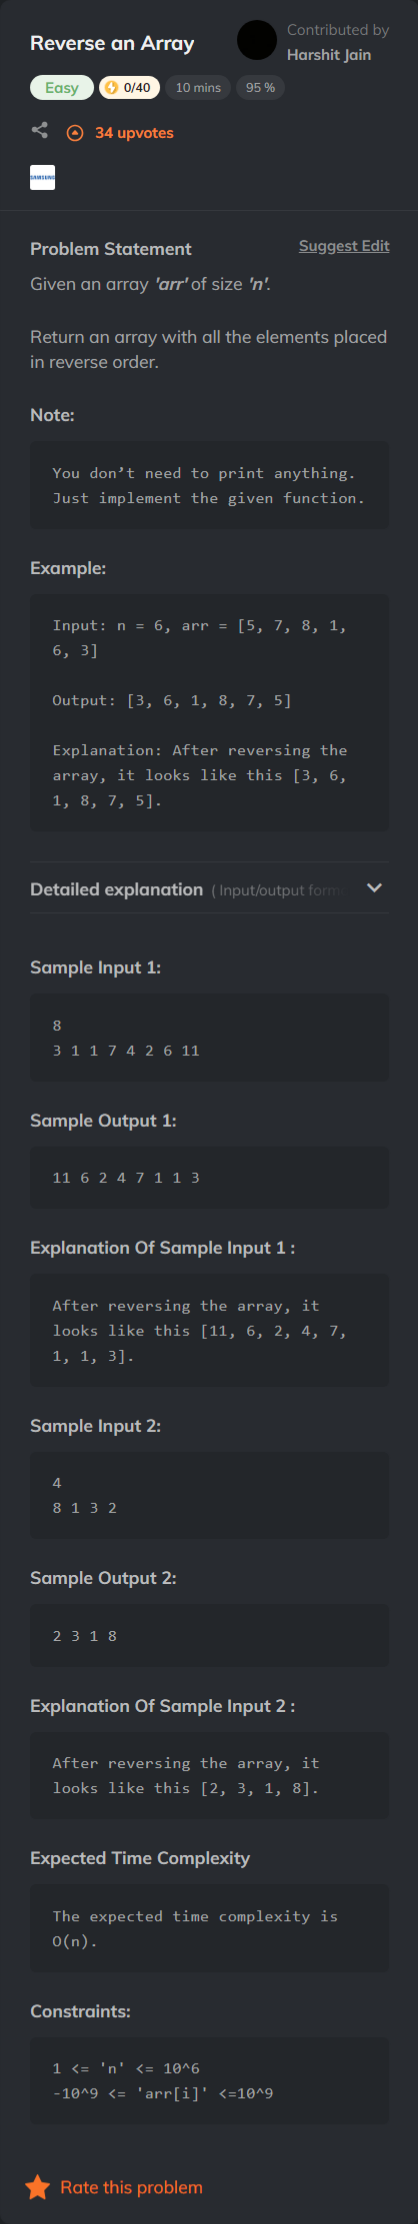 Reverse an Array
Contributed by
Harshit Jain
Easy
0/40
10 mins
95 %
34 upvotes
SAMSUNG
Problem Statement
Suggest Edit
Given an array 'arr' of size 'n'.
Return an array with all the elements placed
in reverse order.
Note:
You don’t need to print anything.
Just implement the given function.
Example:
Input: n = 6, arr = [5, 7, 8, 1,
6, 3]
Output: [3, 6, 1, 8, 7, 5]
Explanation: After reversing the
array, it looks like this [3, 6,
1, 8, 7, 5].
Detailed explanation ( Input/output form
Sample Input 1:
8
3 1 1 7 4 2 6 11
Sample Output 1:
11 6 2 4 7 1 1 3
Explanation Of Sample Input 1 :
After reversing the array, it
looks like this [11, 6, 2, 4, 7,
1, 1, 3].
Sample Input 2:
4
8 1 3 2
Sample Output 2:
2 3 1 8
Explanation Of Sample Input 2 :
After reversing the array, it
looks like this [2, 3, 1, 8].
Expected Time Complexity
The expected time complexity is
O(n).
Constraints:
1 <= 'n' <= 10^6
-10^9 <= 'arr[i]' <=10^9
Rate this problem